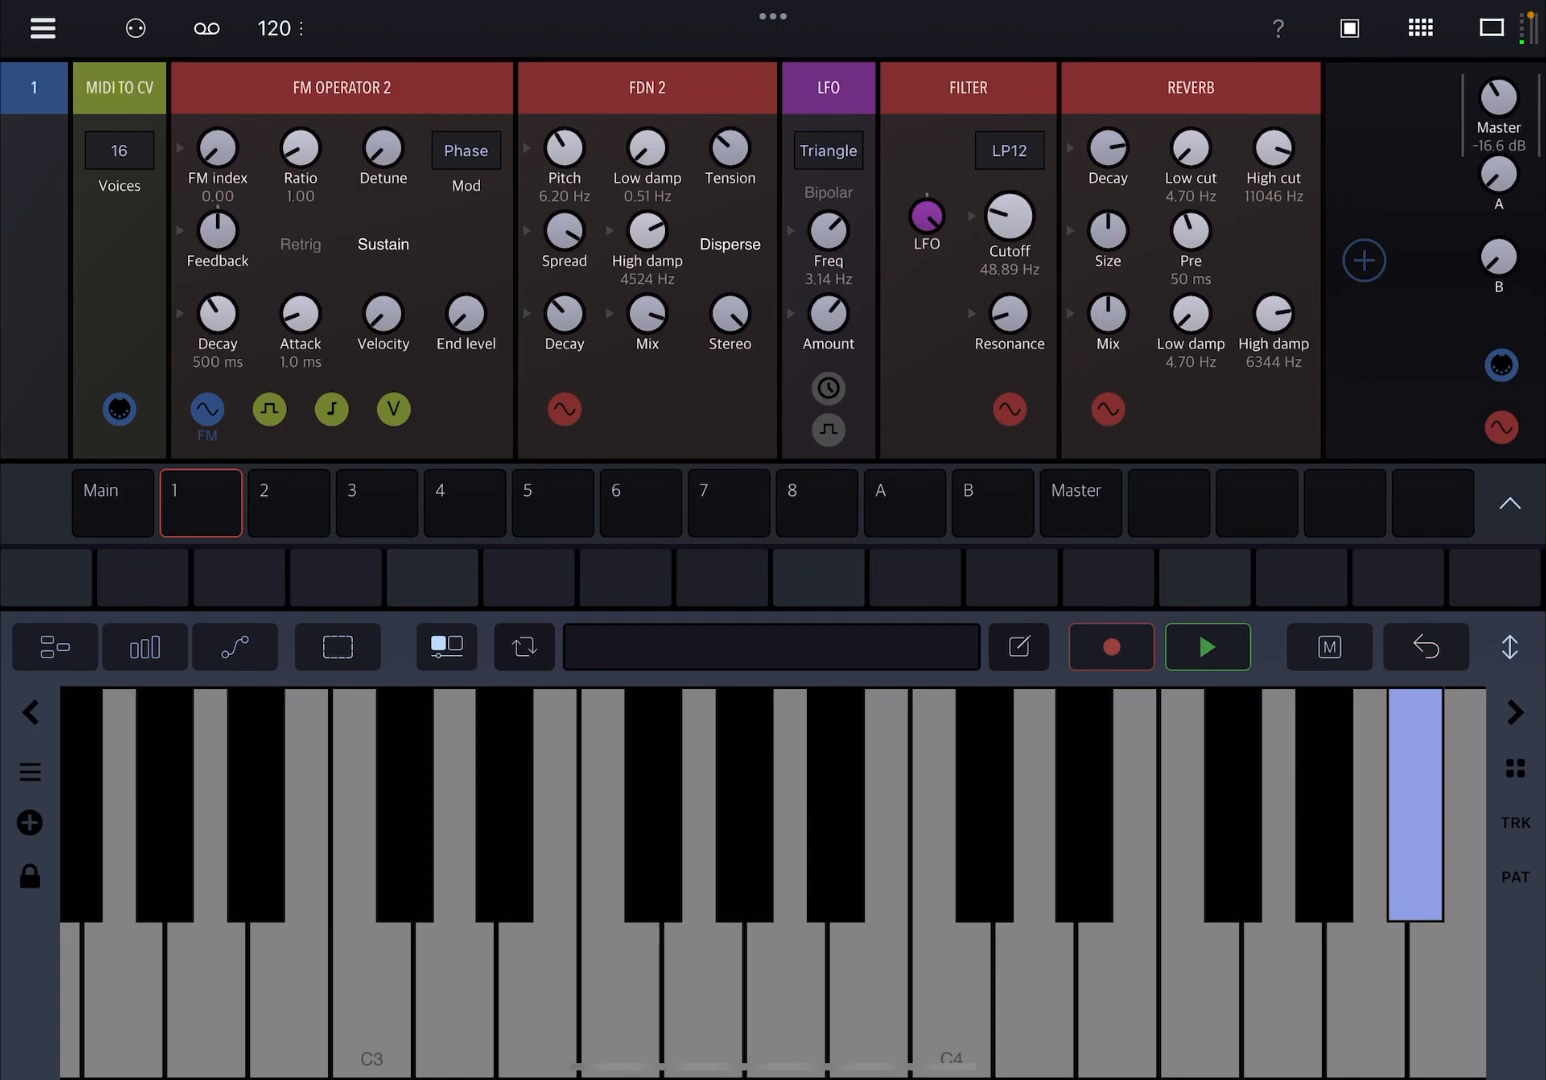 120
?
1
MIDI TO CV
FM OPERATOR 2
FDN 2
LFO
FILTER
REVERB
16
Voices
FM index
0.00
Ratio
1.00
Detune
Phase
Mod
Feedback
Retrig
Sustain
Decay
500 ms
Attack
1.0 ms
Velocity
End level
FM
V
Pitch
6.20 Hz
Low damp
0.51 Hz
Tension
Spread
High damp
4524 Hz
Disperse
Decay
Mix
Stereo
Triangle
Bipolar
Freq
3.14 Hz
Amount
LP12
LFO
Cutoff
48.89 Hz
Resonance
Decay
Low cut
4.70 Hz
High cut
11046 Hz
Size
Pre
50 ms
Mix
Low damp
4.70 Hz
High damp
6344 Hz
Master
-16.6 dB
A
B
Main
1
2
3
4
5
6
7
8
A
B
Master
M
TRK
PAT
C3
C4